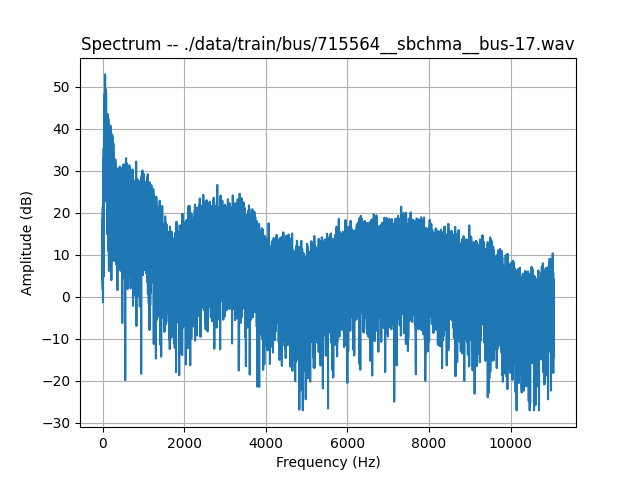 Spectrum -- ./data/train/bus/715564__sbchma__bus-17.wav
50
40
30
20
10
0
−10
−20
−30
Amplitude (dB)
0 2000 4000 6000 8000 10000
Frequency (Hz)